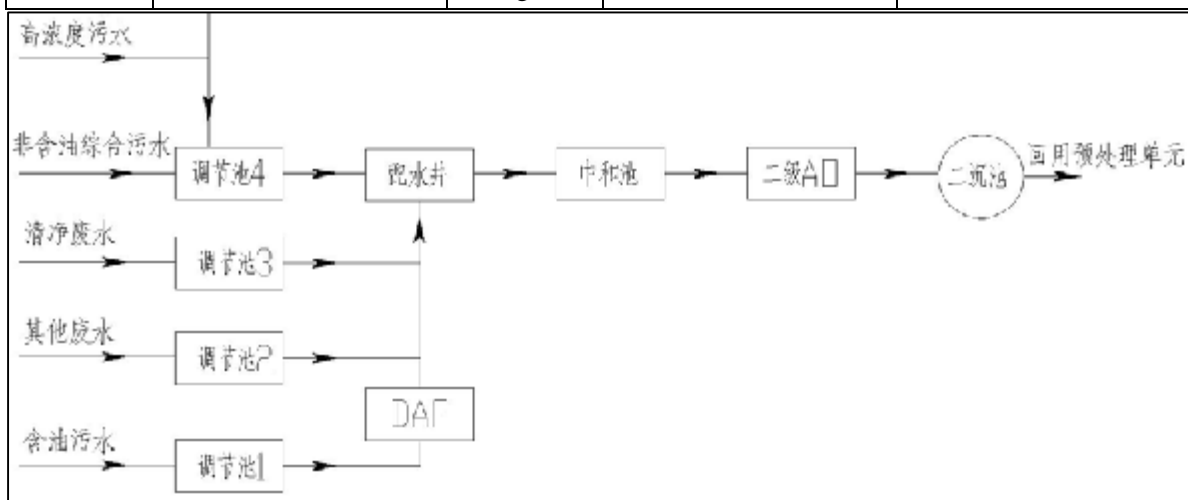 高浓度污水
非含油综合污水
调节池4
配水井
中和池
二级AO
二沉池
回用预处理单元
清净废水
调节池3
其他废水
调节池2
DAF
含油污水
调节池1